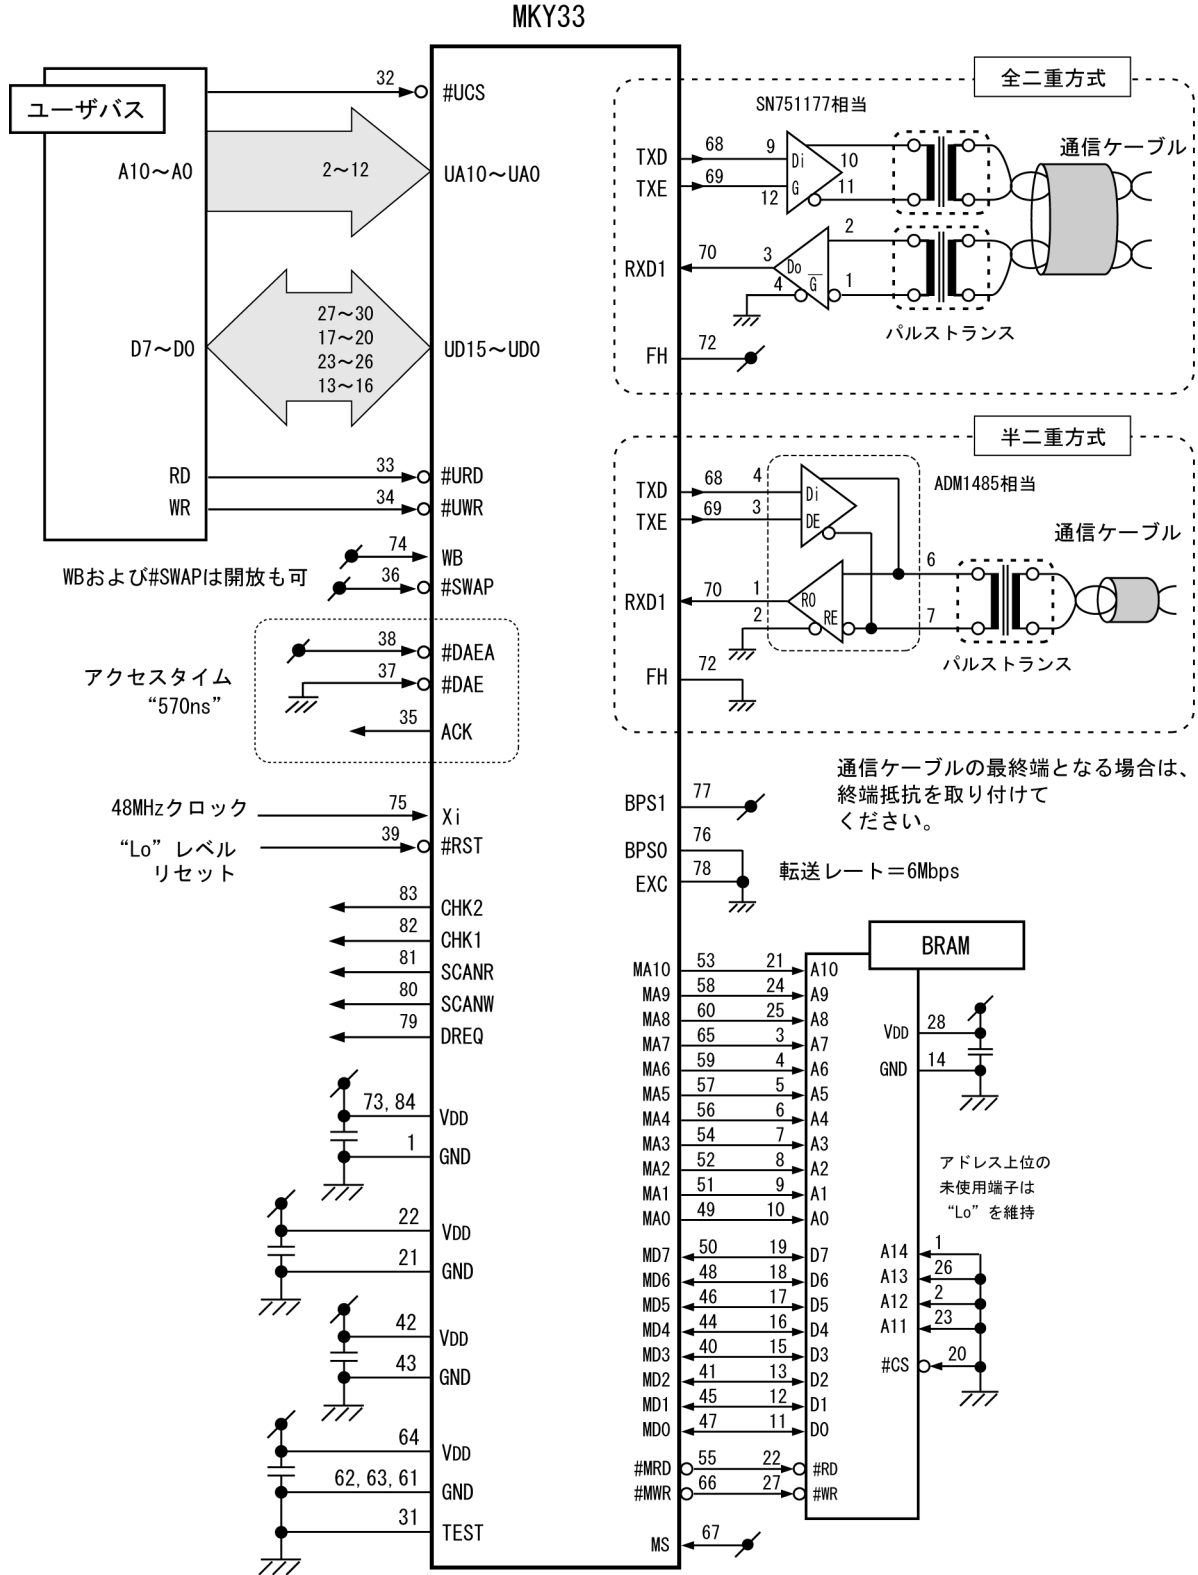 MKY33
ユーザバス
32
#UCS
A10～A0
2～12
UA10～UA0
D7～D0
27～30
17～20
23～26
13～16
UD15～UD0
RD
33
#URD
WR
34
#UWR
WBおよび#SWAPは開放も可
74
WB
36
#SWAP
アクセスタイム
“570ns”
38
#DAEA
37
#DAE
35
ACK
48MHzクロック
75
Xi
“Lo”レベル
リセット
39
#RST
83
CHK2
82
CHK1
81
SCANR
80
SCANW
79
DREQ
73, 84
VDD
1
GND
22
VDD
21
GND
42
VDD
43
GND
64
VDD
62, 63, 61
GND
31
TEST
全二重方式
SN751177相当
通信ケーブル
TXD
68
9
Di
10
TXE
69
12
G
11
RXD1
70
3
Do
2
4
G
1
パルストランス
FH
72
半二重方式
ADM1485相当
通信ケーブル
TXD
68
4
Di
TXE
69
3
DE
6
RXD1
70
1
RO
2
RE
7
パルストランス
FH
72
通信ケーブルの最終端となる場合は、
終端抵抗を取り付けて
ください。
BPS1
77
BPS0
76
EXC
78
転送レート＝6Mbps
BRAM
MA10 53 21 A10
MA9 58 24 A9
MA8 60 25 A8
MA7 65 3 A7
MA6 59 4 A6
MA5 57 5 A5
MA4 56 6 A4
MA3 54 7 A3
MA2 52 8 A2
MA1 51 9 A1
MA0 49 10 A0
MD7 50 19 D7
MD6 48 18 D6
MD5 46 17 D5
MD4 44 16 D4
MD3 40 15 D3
MD2 41 13 D2
MD1 45 12 D1
MD0 47 11 D0
#MRD 55 22 #RD
#MWR 66 27 #WR
MS 67
VDD 28
GND 14
アドレス上位の
未使用端子は
“Lo”を維持
A14 1
A13 26
A12 2
A11 23
#CS 20